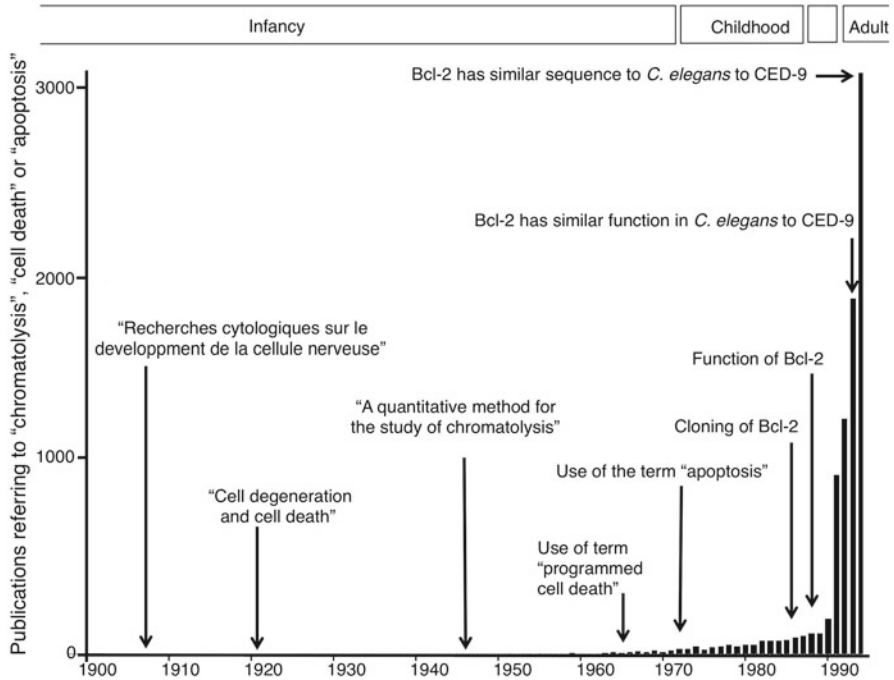 Infancy
Childhood
Adult
Publications referring to “chromatolysis”, “cell death” or “apoptosis”
3000
2000
1000
0
Bcl-2 has similar sequence to C. elegans to CED-9
Bcl-2 has similar function in C. elegans to CED-9
“Recherches cytologiques sur le
developpment de la cellule nerveuse”
Function of Bcl-2
“A quantitative method for
the study of chromatolysis”
Cloning of Bcl-2
Use of the term “apoptosis”
“Cell degeneration
and cell death”
Use of term
“programmed
cell death”
1900
1910
1920
1930
1940
1950
1960
1970
1980
1990